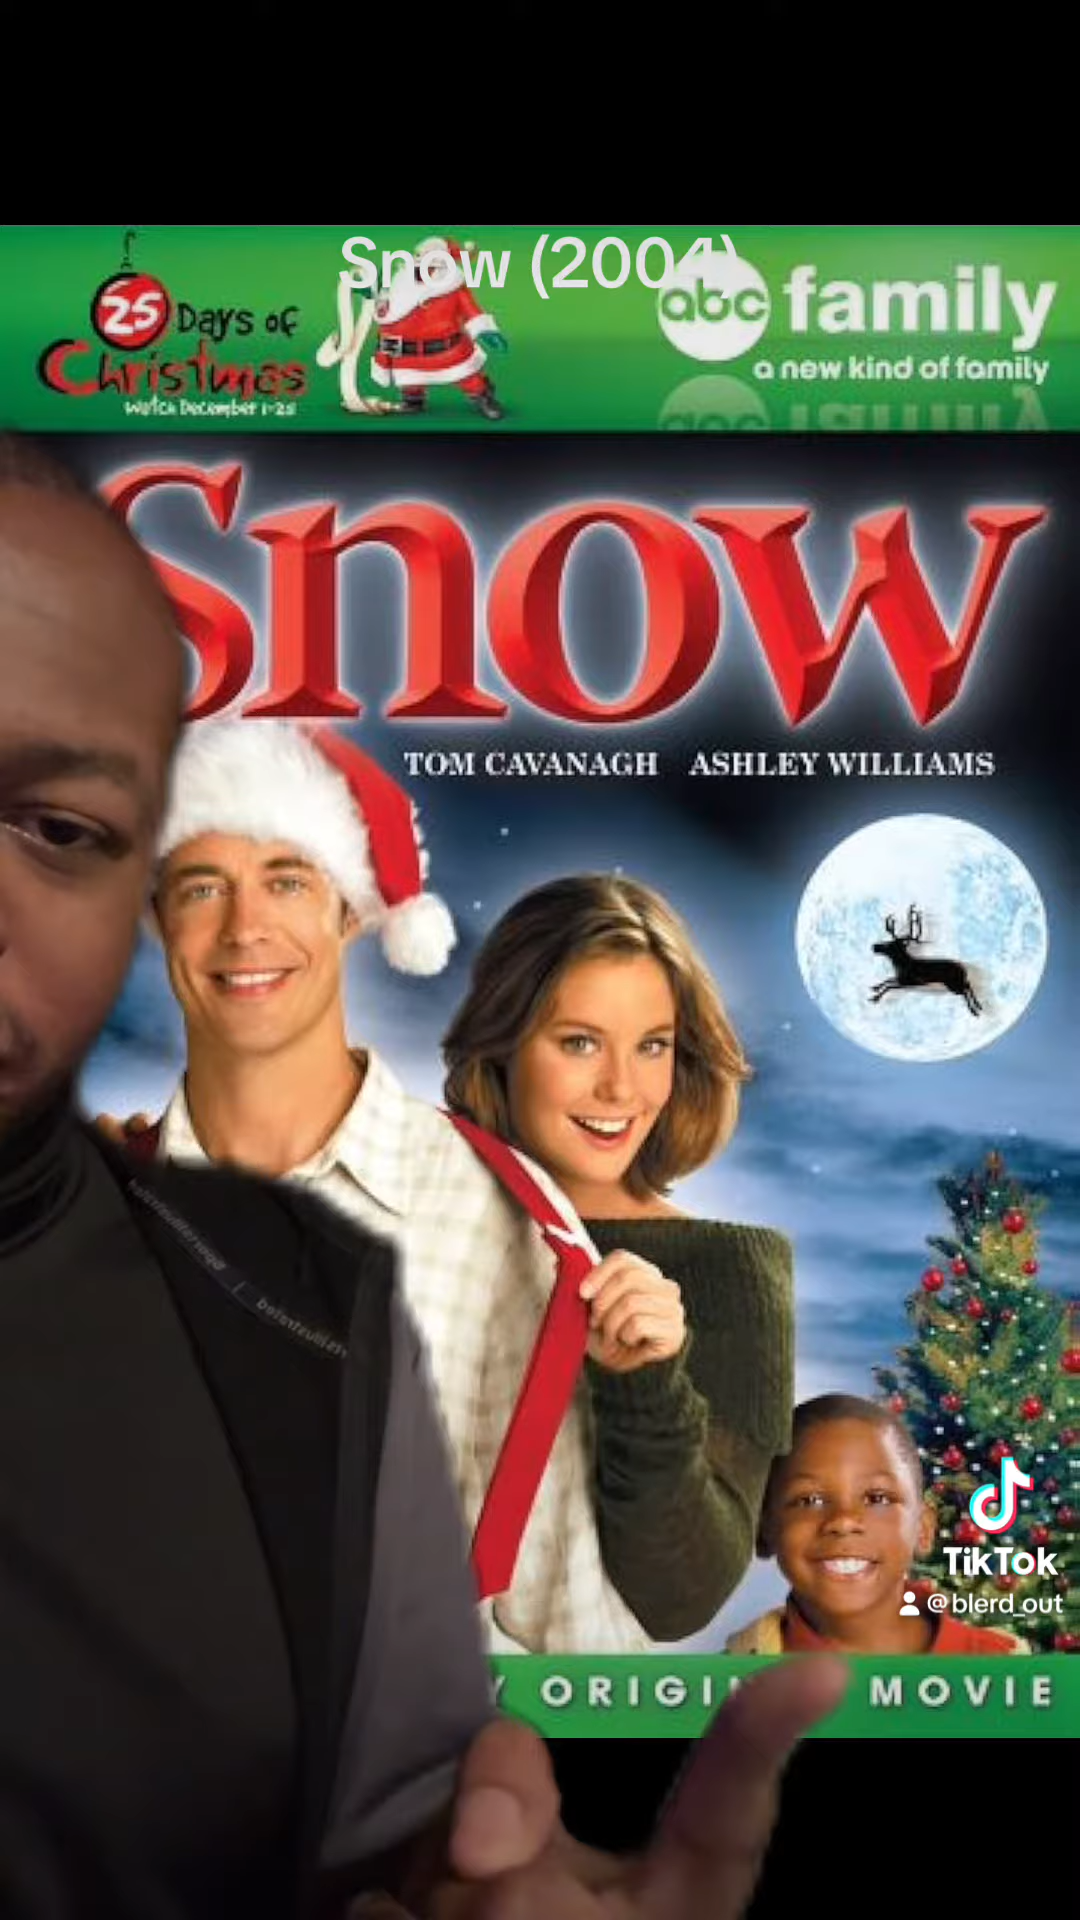 Snow (2004)
25 Days of
Christmas
Watch December 1-25
abc family
a new kind of family
Snow
TOM CAVANAGH ASHLEY WILLIAMS
TikTok
@blerd_out
Y ORIGI MOVIE